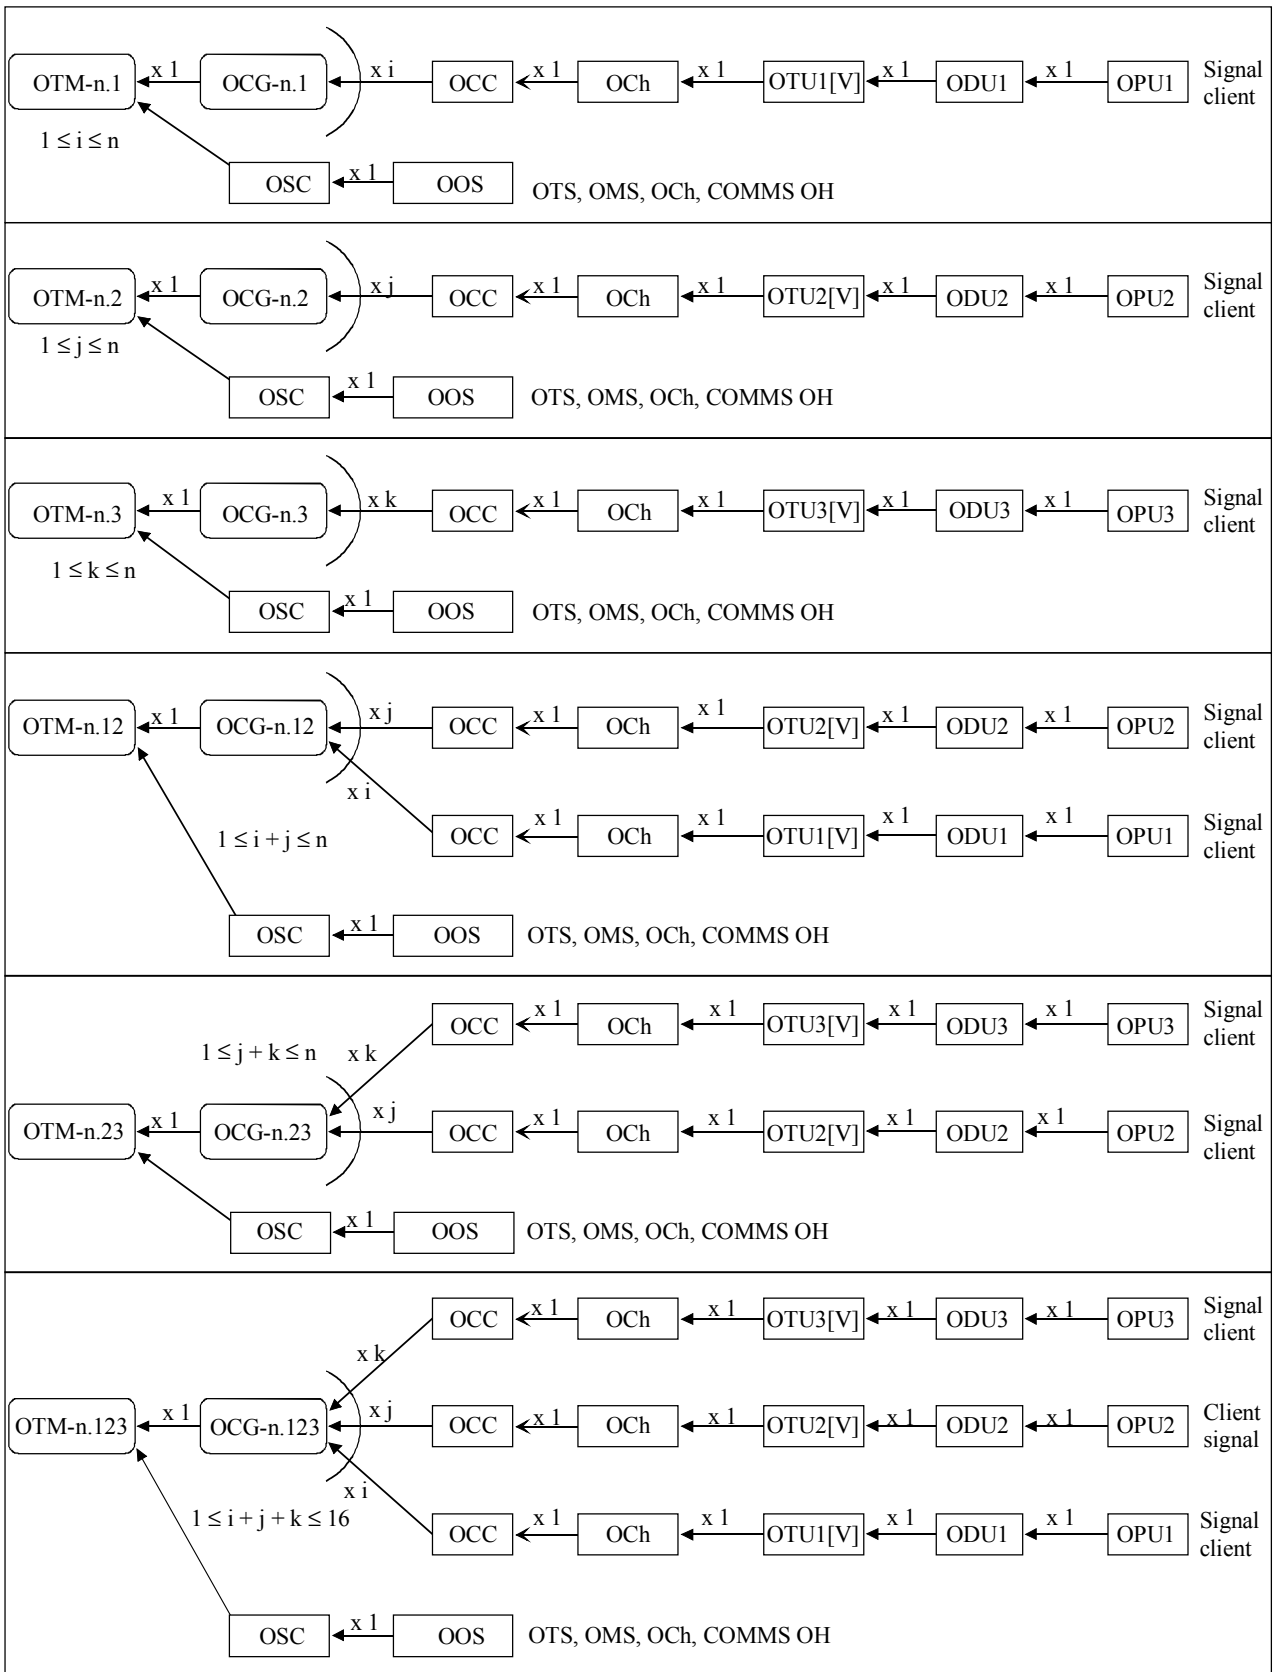 OTM-n.1 x 1 OCG-n.1 x i OCC x 1 OCh x 1 OTU1[V] x 1 ODU1 x 1 OPU1 Signal
client
1 ≤ i ≤ n
OSC x 1 OOS OTS, OMS, OCh, COMMS OH
OTM-n.2 x 1 OCG-n.2 x j OCC x 1 OCh x 1 OTU2[V] x 1 ODU2 x 1 OPU2 Signal
client
1 ≤ j ≤ n
OSC x 1 OOS OTS, OMS, OCh, COMMS OH
OTM-n.3 x 1 OCG-n.3 x k OCC x 1 OCh x 1 OTU3[V] x 1 ODU3 x 1 OPU3 Signal
client
1 ≤ k ≤ n
OSC x 1 OOS OTS, OMS, OCh, COMMS OH
OTM-n.12 x 1 OCG-n.12 x j OCC x 1 OCh x 1 OTU2[V] x 1 ODU2 x 1 OPU2 Signal
client
x i
1 ≤ i + j ≤ n OCC x 1 OCh x 1 OTU1[V] x 1 ODU1 x 1 OPU1 Signal
client
OSC x 1 OOS OTS, OMS, OCh, COMMS OH
OCC x 1 OCh x 1 OTU3[V] x 1 ODU3 x 1 OPU3 Signal
client
1 ≤ j + k ≤ n x k
OTM-n.23 x 1 OCG-n.23 x j OCC x 1 OCh x 1 OTU2[V] x 1 ODU2 x 1 OPU2 Signal
client
OSC x 1 OOS OTS, OMS, OCh, COMMS OH
OCC x 1 OCh x 1 OTU3[V] x 1 ODU3 x 1 OPU3 Signal
client
x k
OTM-n.123 x 1 OCG-n.123 x j OCC x 1 OCh x 1 OTU2[V] x 1 ODU2 x 1 OPU2 Client
signal
x i
1 ≤ i + j + k ≤ 16 OCC x 1 OCh x 1 OTU1[V] x 1 ODU1 x 1 OPU1 Signal
client
OSC x 1 OOS OTS, OMS, OCh, COMMS OH